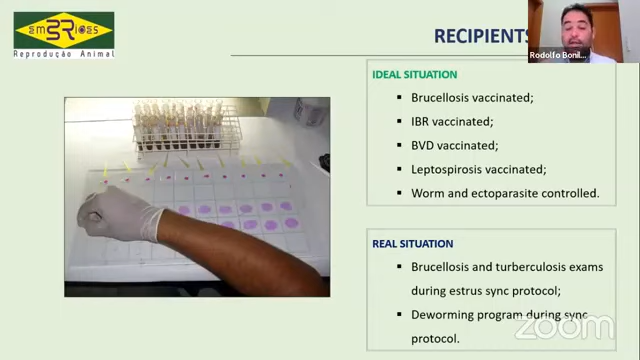 EMBRIOES
Reprodução Animal
RECIPIENTS
Rodolfo Bonil...
IDEAL SITUATION
▪ Brucellosis vaccinated;
▪ IBR vaccinated;
▪ BVD vaccinated;
▪ Leptospirosis vaccinated;
▪ Worm and ectoparasite controlled.
REAL SITUATION
▪ Brucellosis and turberculosis exams
during estrus sync protocol;
▪ Deworming program during sync
protocol.
zoom